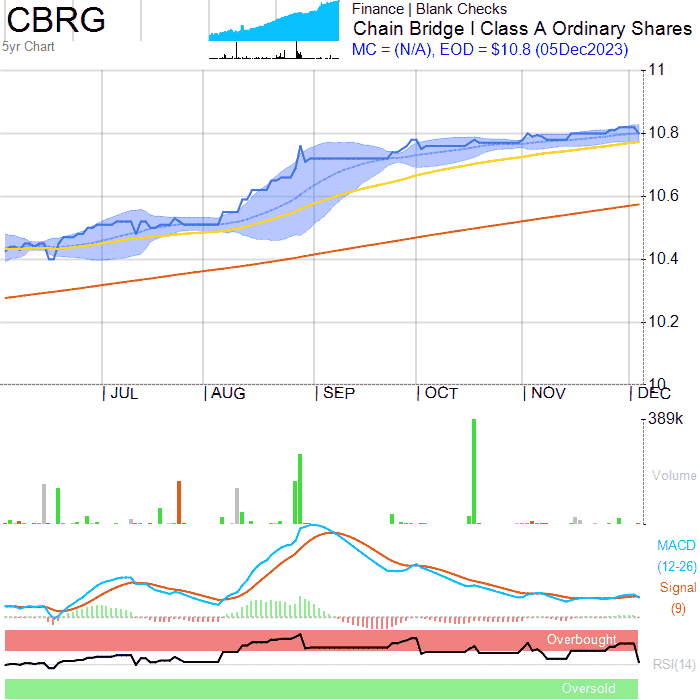 CBRG
5yr Chart
Finance | Blank Checks
Chain Bridge I Class A Ordinary Shares
MC = (N/A), EOD = $10.8 (05Dec2023)
11
10.8
10.6
10.4
10.2
10
| JUL | AUG | SEP | OCT | NOV | DEC
389k
Volume
MACD
(12-26)
Signal
(9)
Overbought
RSI(14)
Oversold